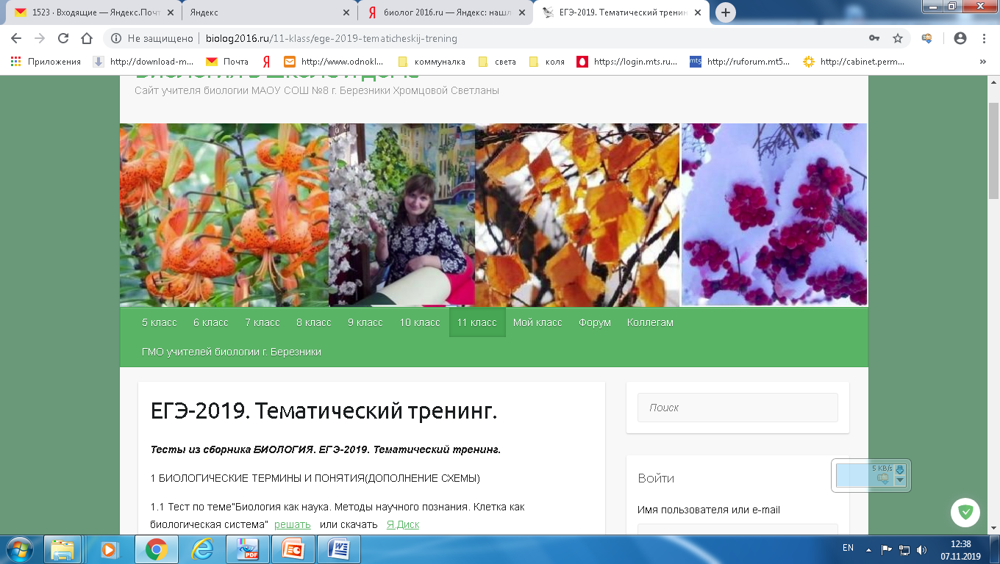 1523 · Входящие — Яндекс.Почт
Яндекс
биолог 2016.ru — Яндекс: нашл
ЕГЭ-2019. Тематический тренин
Не защищено
biolog2016.ru/11-klass/ege-2019-tematicheskij-trening
Приложения
http://download-m...
Почта
http://www.odnokl...
коммуналка
света
коля
https://login.mts.ru...
http://ruforum.mt5...
http://cabinet.perm...
Сайт учителя биологии МАОУ СОШ №8 г. Березники Хромцовой Светланы
5 класс 6 класс 7 класс 8 класс 9 класс 10 класс 11 класс Мой класс Форум Коллегам
ГМО учителей биологии г. Березники
ЕГЭ-2019. Тематический тренинг.
Тесты из сборника БИОЛОГИЯ. ЕГЭ-2019. Тематический тренинг.
1 БИОЛОГИЧЕСКИЕ ТЕРМИНЫ И ПОНЯТИЯ(ДОПОЛНЕНИЕ СХЕМЫ)
1.1 Тест по теме"Биология как наука. Методы научного познания. Клетка как
биологическая система" решать или скачать Я.Диск
Поиск
Войти
Имя пользователя или e-mail
5 KB/s
PDF
EN
12:38
07.11.2019